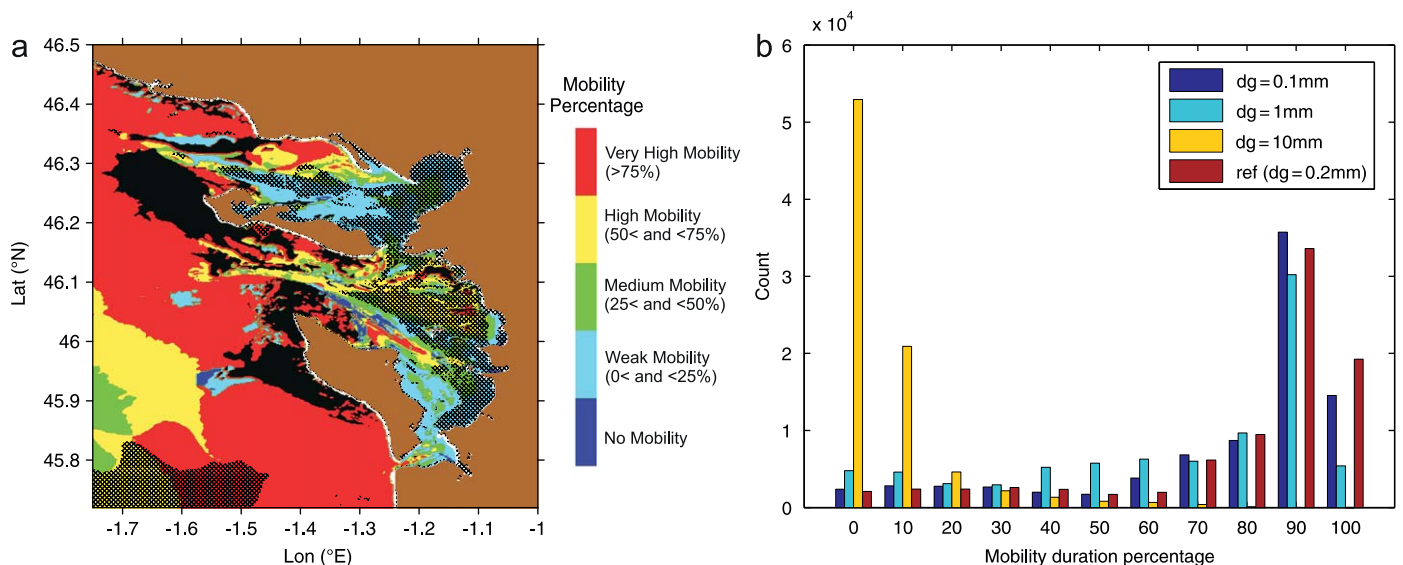 a
46.5
46.4
46.3
46.2
46.1
46
45.9
45.8
Lat (°N)
-1.7 -1.6 -1.5 -1.4 -1.3 -1.2 -1.1 -1
Lon (°E)
Mobility
Percentage
Very High Mobility
(>75%)
High Mobility
(50< and <75%)
Medium Mobility
(25< and <50%)
Weak Mobility
(0< and <25%)
No Mobility
b
x 10⁴
6
5
4
3
2
1
0
Count
0 10 20 30 40 50 60 70 80 90 100
Mobility duration percentage
dg = 0.1mm
dg = 1mm
dg = 10mm
ref (dg = 0.2mm)